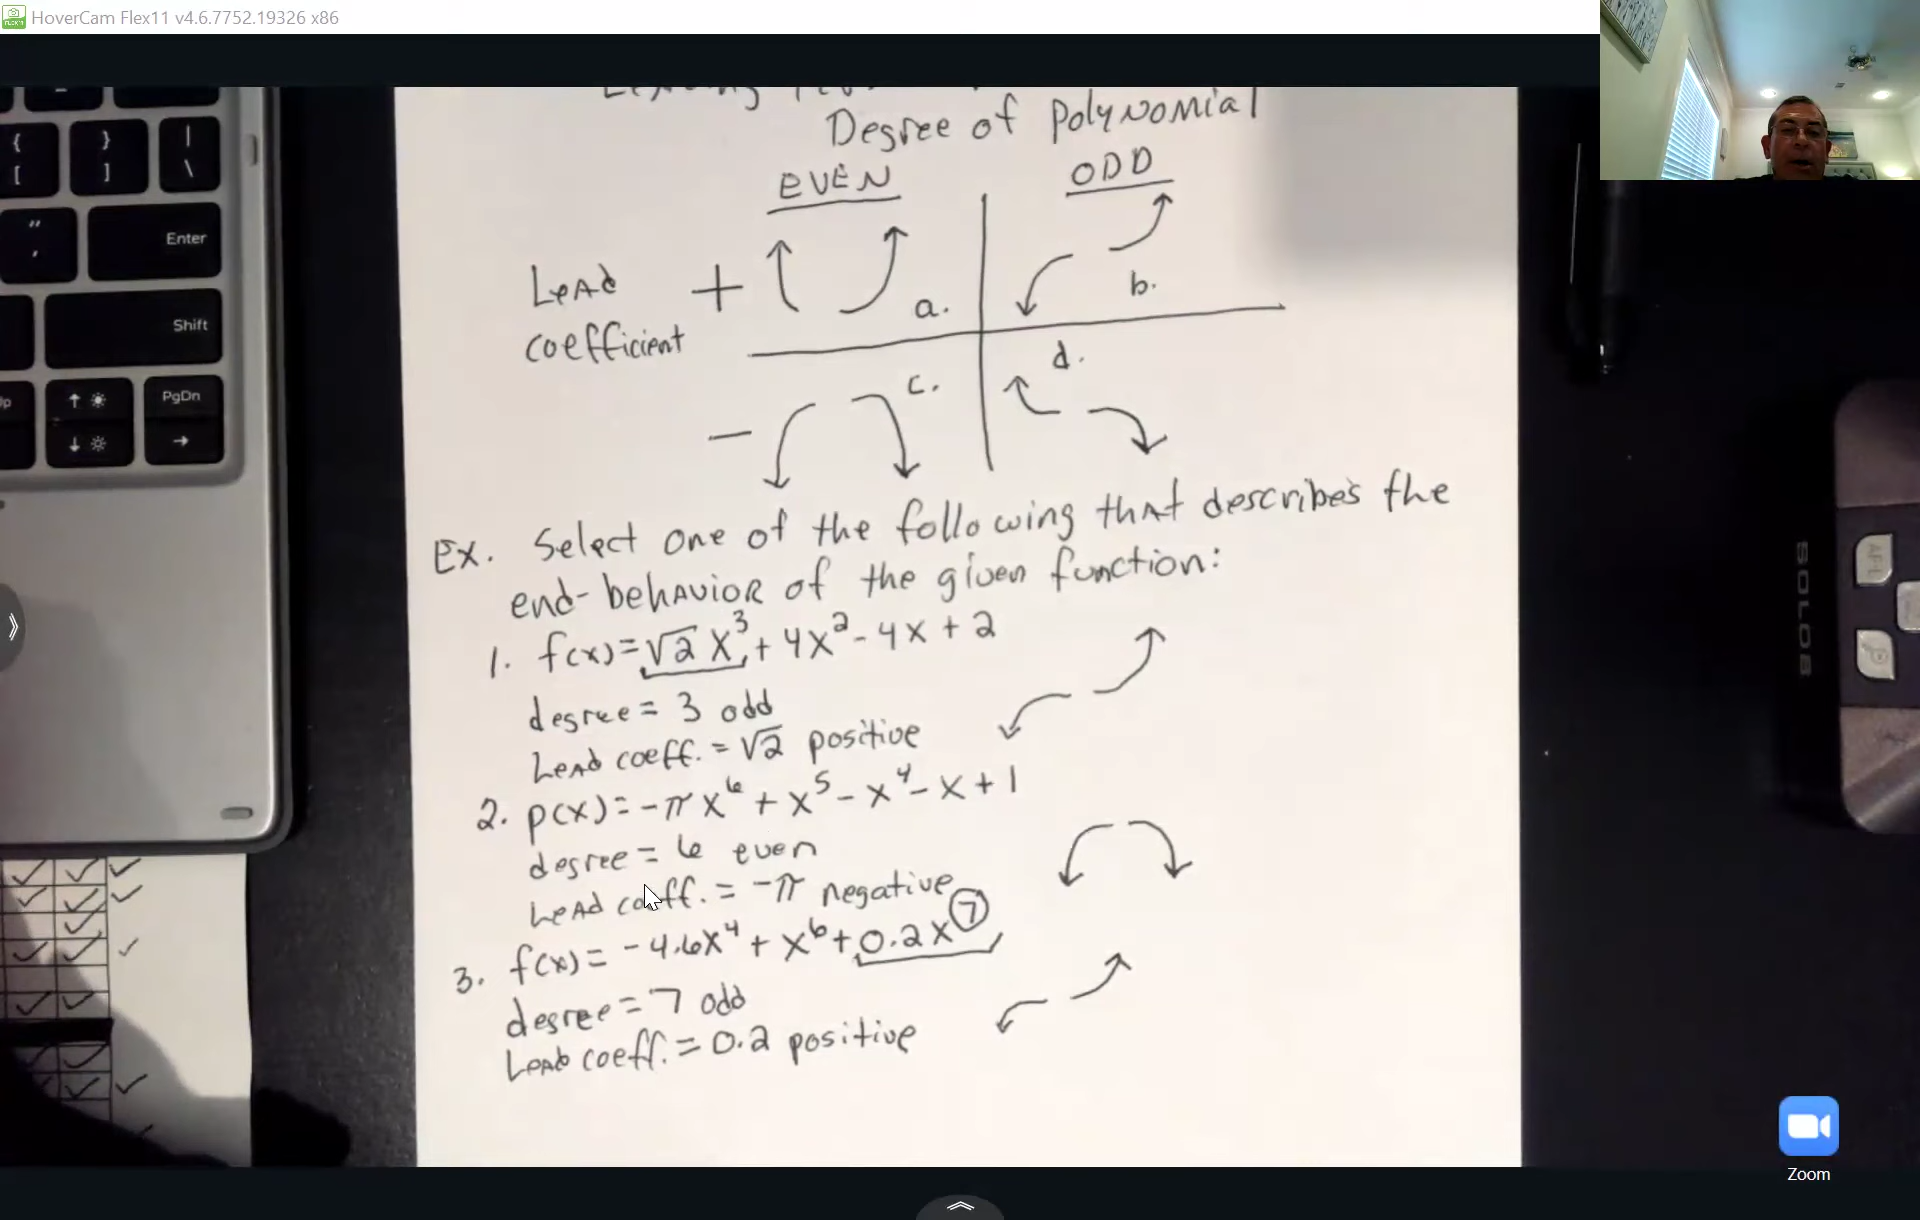 HoverCam Flex11 v4.6.7752.19326 x86
Degree of Polynomial
EVEN
ODD
Lead
coefficient
+
a.
b.
c.
d.
−
Ex. Select one of the following that describes the
end-behavior of the given function:
1. f(x)=√2 x³+4x²-4x+2
degree = 3 odd
Lead coeff. = √2 positive
2. p(x)=-πx⁶+x⁵-x⁴-x+1
degree = 6 even
Lead coeff. = -π negative
3. f(x)= -4.6x⁴+x⁶+0.2x⁷
degree = 7 odd
Lead coeff. = 0.2 positive
{
[
}
]
|
\
"
,
Enter
Shift
PgDn
SOLO8
Zoom